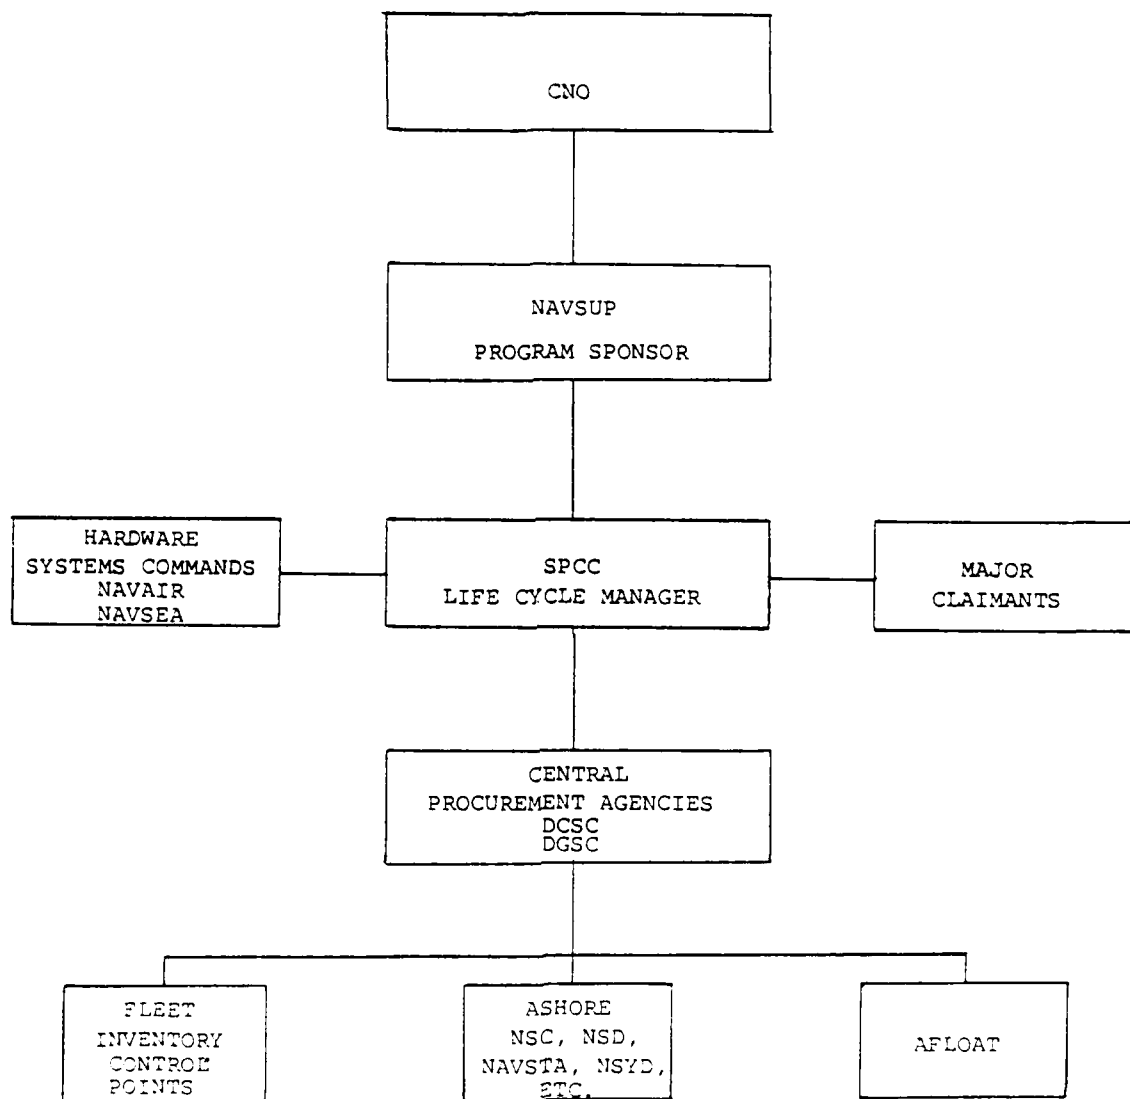 CNO
NAVSUP
PROGRAM SPONSOR
HARDWARE
SYSTEMS COMMANDS
NAVAIR
NAVSEA
SPCC
LIFE CYCLE MANAGER
MAJOR
CLAIMANTS
CENTRAL
PROCUREMENT AGENCIES
DCSC
DGSC
FLEET
INVENTORY
CONTROL
POINTS
ASHORE
NSC, NSD,
NAVSTA, NSYD,
ETC.
AFLOAT